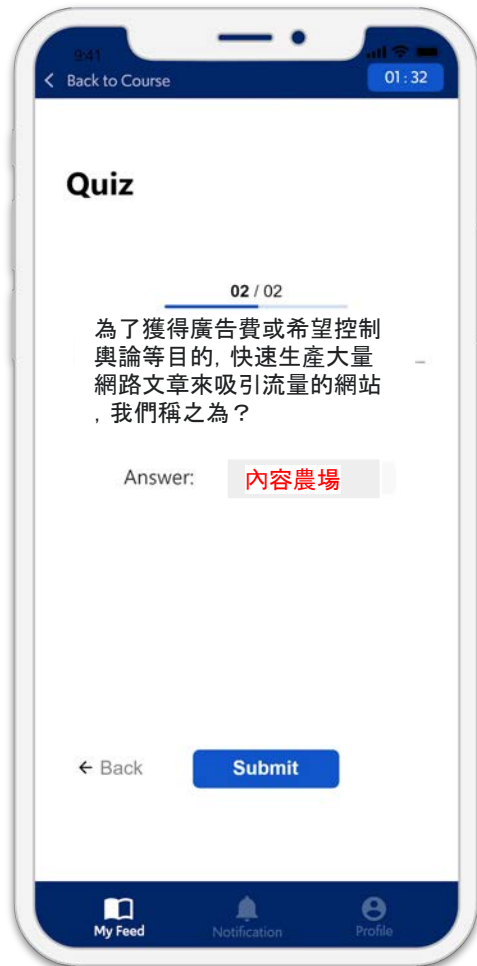 9:41
Back to Course
01:32
Quiz
02 / 02
為了獲得廣告費或希望控制
輿論等目的, 快速生產大量
網路文章來吸引流量的網站
, 我們稱之為？
Answer:
內容農場
← Back
Submit
My Feed
Notification
Profile